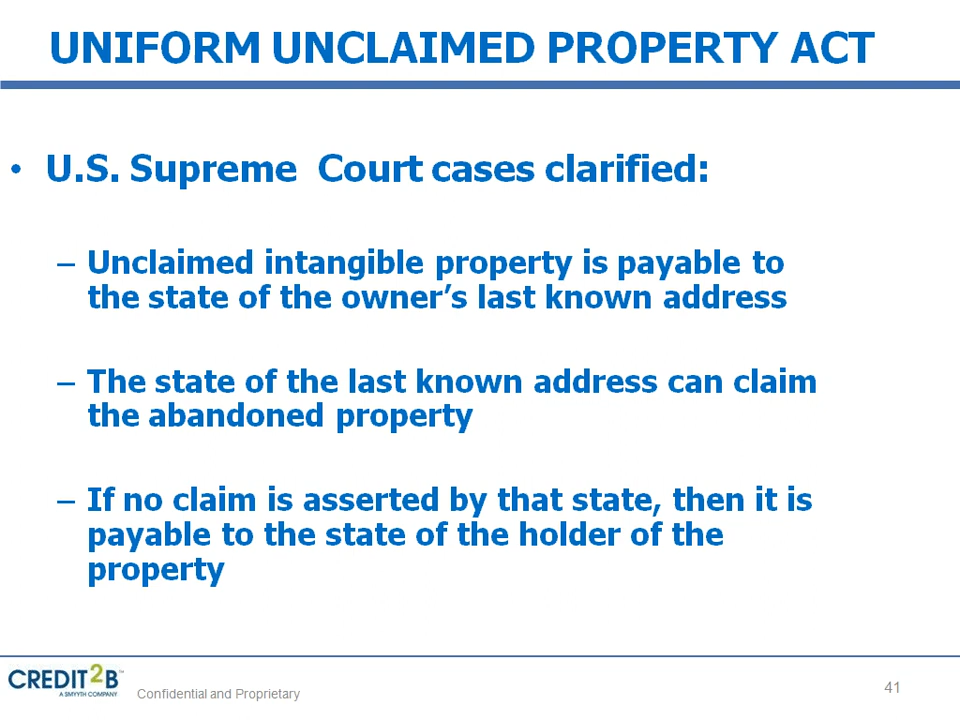 UNIFORM UNCLAIMED PROPERTY ACT
• U.S. Supreme Court cases clarified:
– Unclaimed intangible property is payable to
the state of the owner’s last known address
– The state of the last known address can claim
the abandoned property
– If no claim is asserted by that state, then it is
payable to the state of the holder of the
property
CREDIT2B™
A SMYYTH COMPANY
Confidential and Proprietary
41